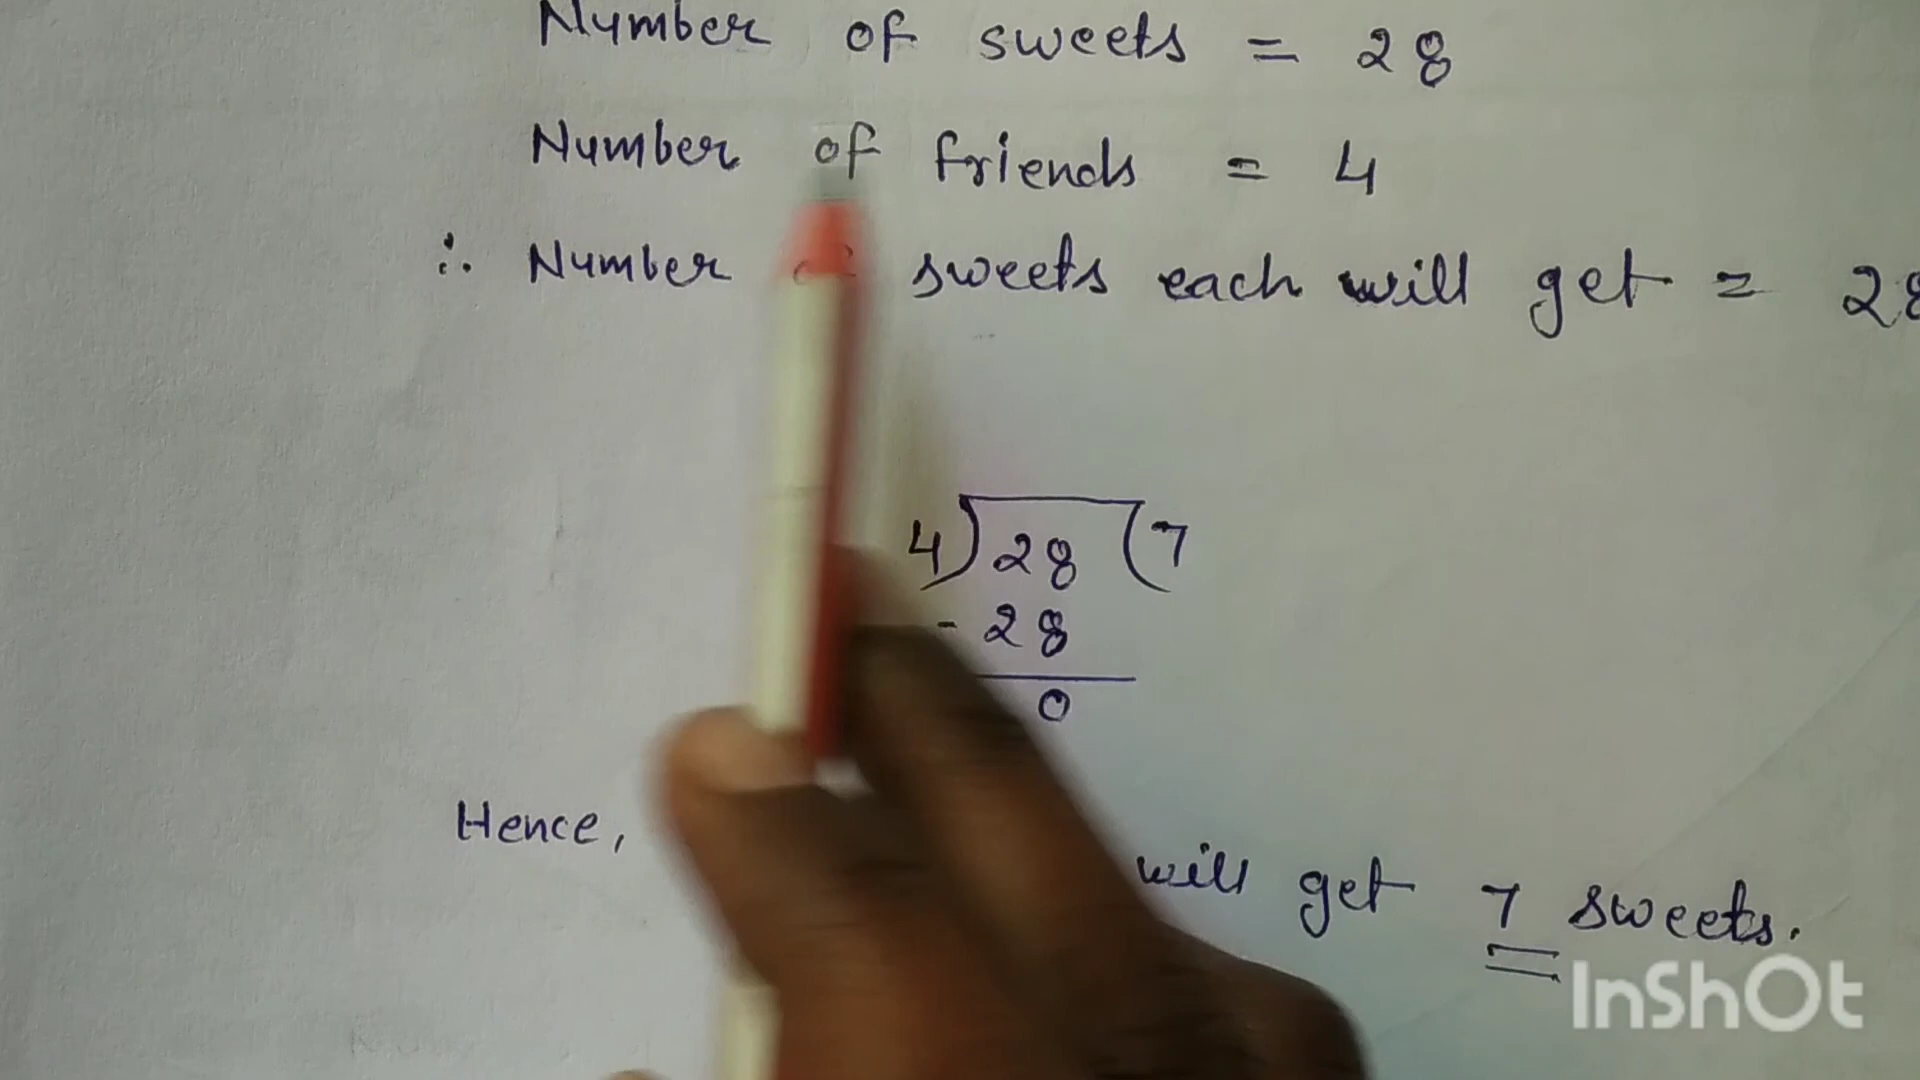 Number of sweets = 28
Number of friends = 4
∴ Number sweets each will get = 28
4) 28 (7
- 28
0
Hence, will get 7 sweets.
InShOt